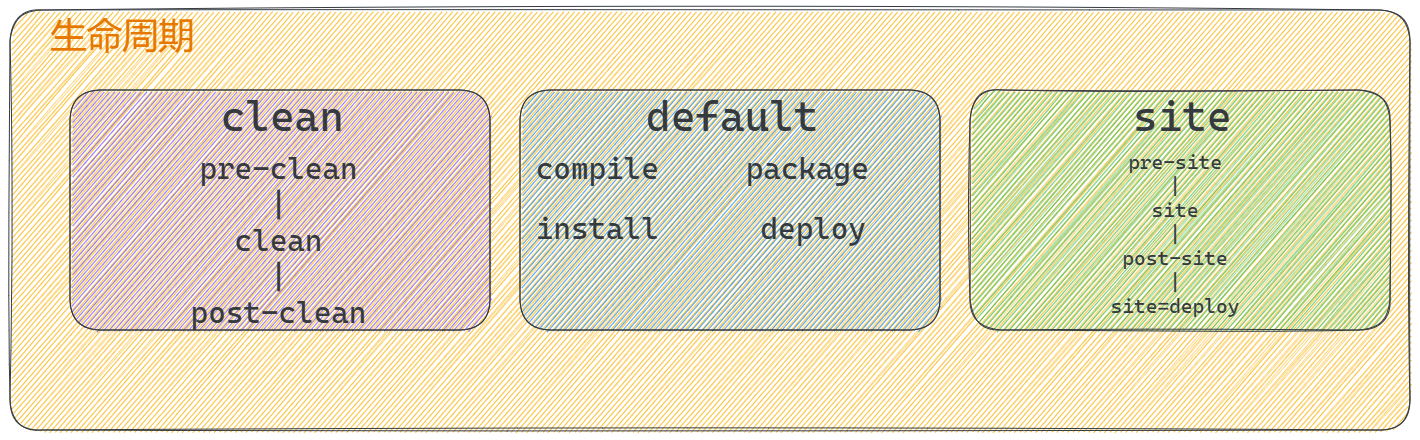 生命周期
clean
pre-clean
|
clean
|
post-clean
default
compile package
install deploy
site
pre-site
|
site
|
post-site
|
site=deploy